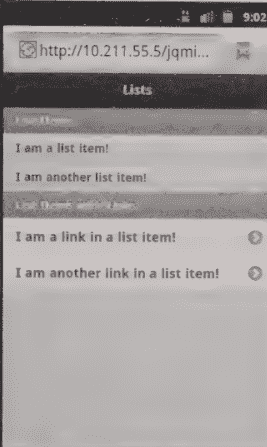 9:02
http://10.211.55.5/jqmi...
Lists
I am a list item!
I am another list item!
I am a link in a list item!
I am another link in a list item!